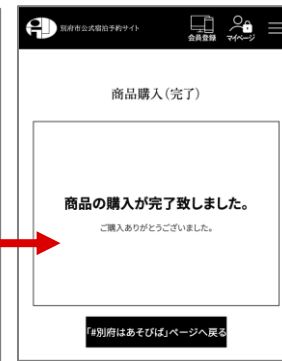 別府市公式宿泊予約サイト
会員登録
マイページ
商品購入(完了)
商品の購入が完了致しました。
ご購入ありがとうございました。
「#別府はあそびば」ページへ戻る